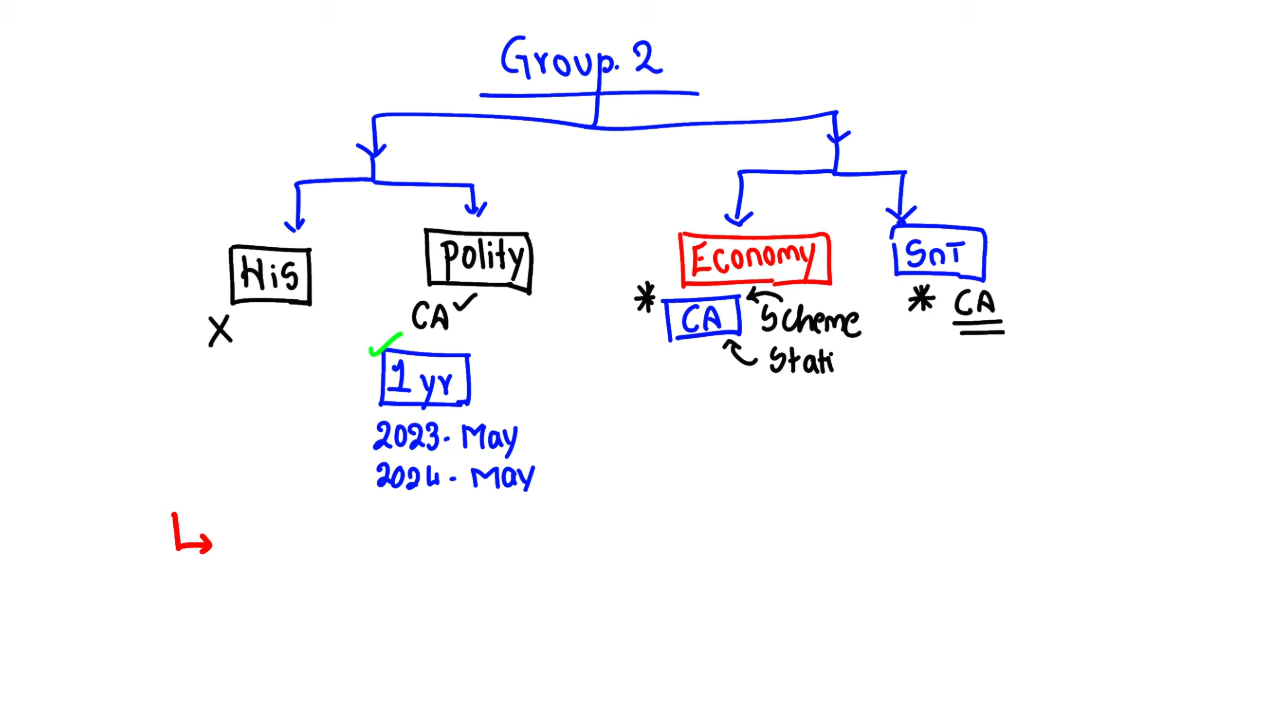 Group. 2
HiS
Polity
Economy
SnT
X
CA ✓
* CA
Scheme
Stati
* CA
✓ 1 yr
2023 - May
2024 - May